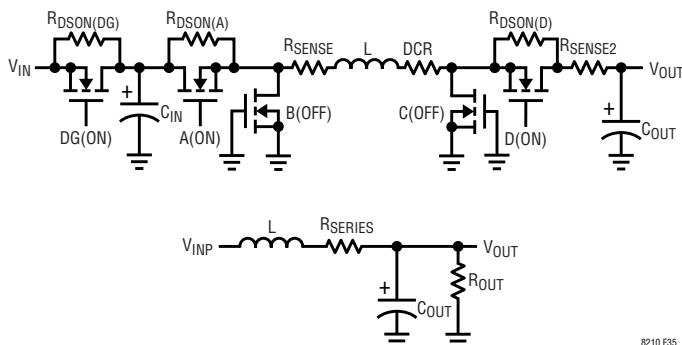 RDSON(DG) RDSON(A) RSENSE L DCR RDSON(D) RSENSE2
VIN VOUT
+ CIN B(OFF) C(OFF) + COUT
DG(ON) A(ON) D(ON)
VINP L RSERIES VOUT
+ COUT ROUT
8210 F35